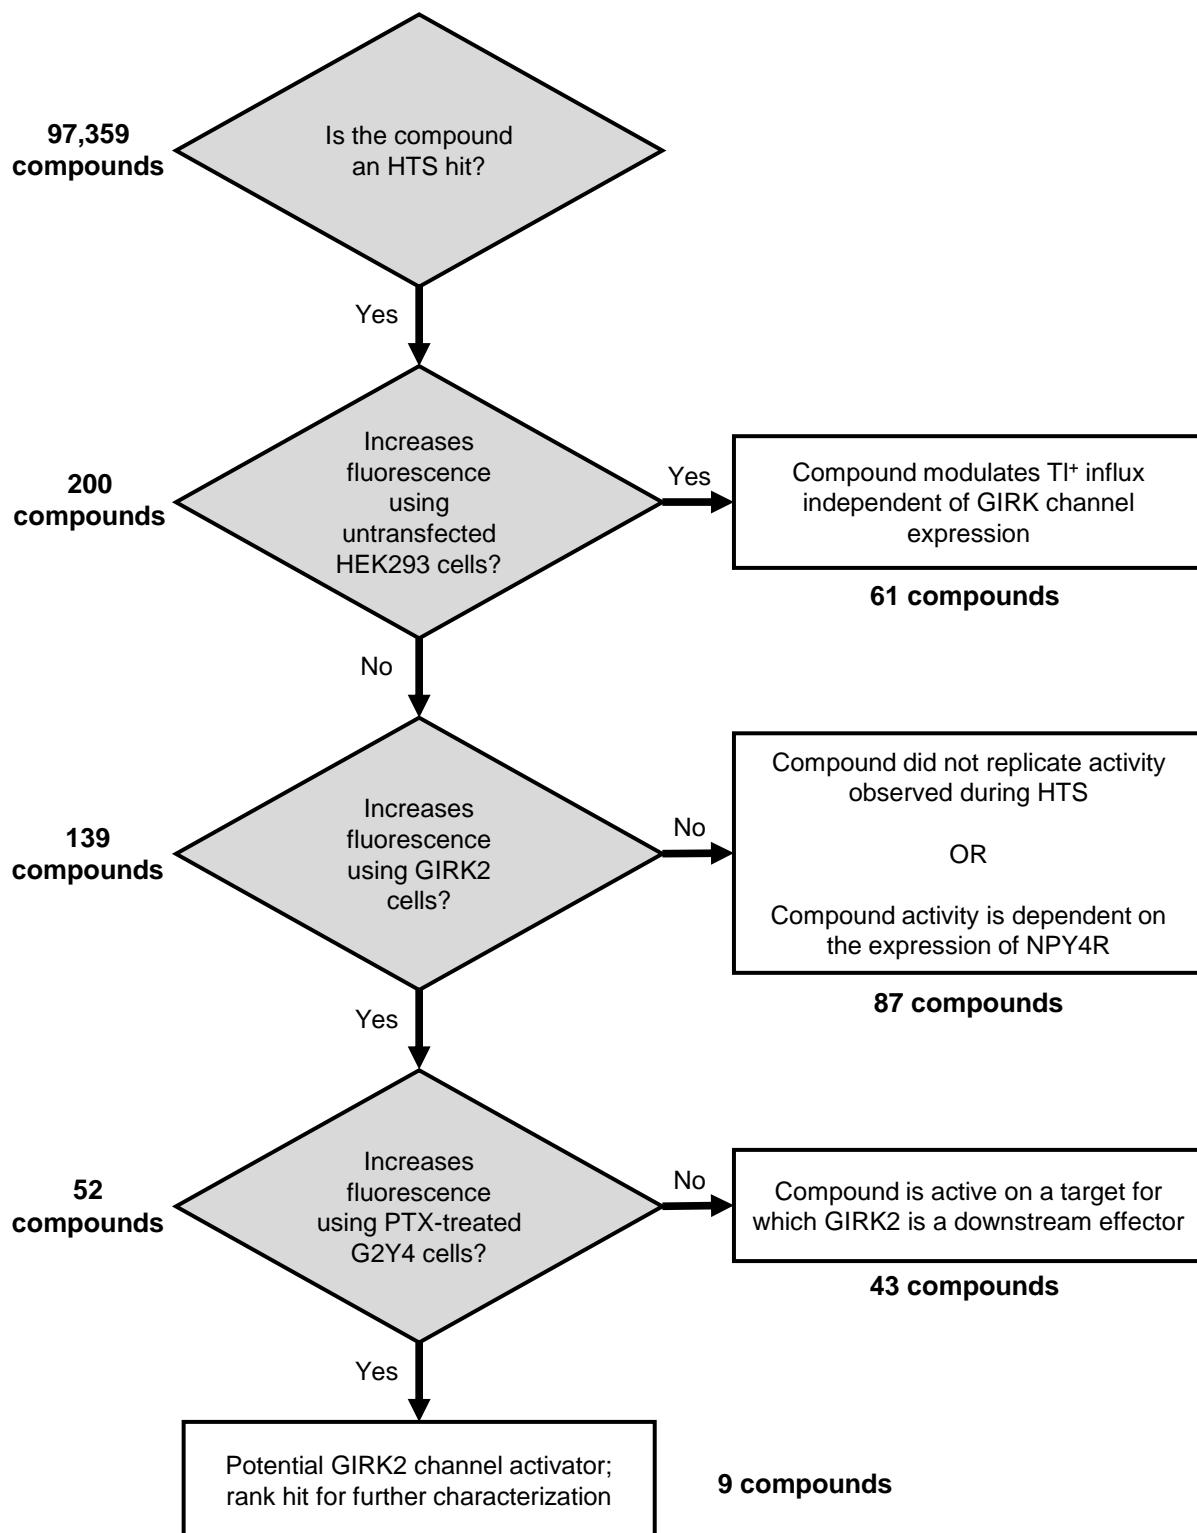 97,359
compounds
Is the compound
an HTS hit?
Yes
200
compounds
Increases
fluorescence
using
untransfected
HEK293 cells?
Yes
Compound modulates Tl⁺ influx
independent of GIRK channel
expression
61 compounds
No
139
compounds
Increases
fluorescence
using GIRK2
cells?
No
Compound did not replicate activity
observed during HTS
OR
Compound activity is dependent on
the expression of NPY4R
87 compounds
Yes
52
compounds
Increases
fluorescence
using PTX-treated
G2Y4 cells?
No
Compound is active on a target for
which GIRK2 is a downstream effector
43 compounds
Yes
Potential GIRK2 channel activator;
rank hit for further characterization
9 compounds